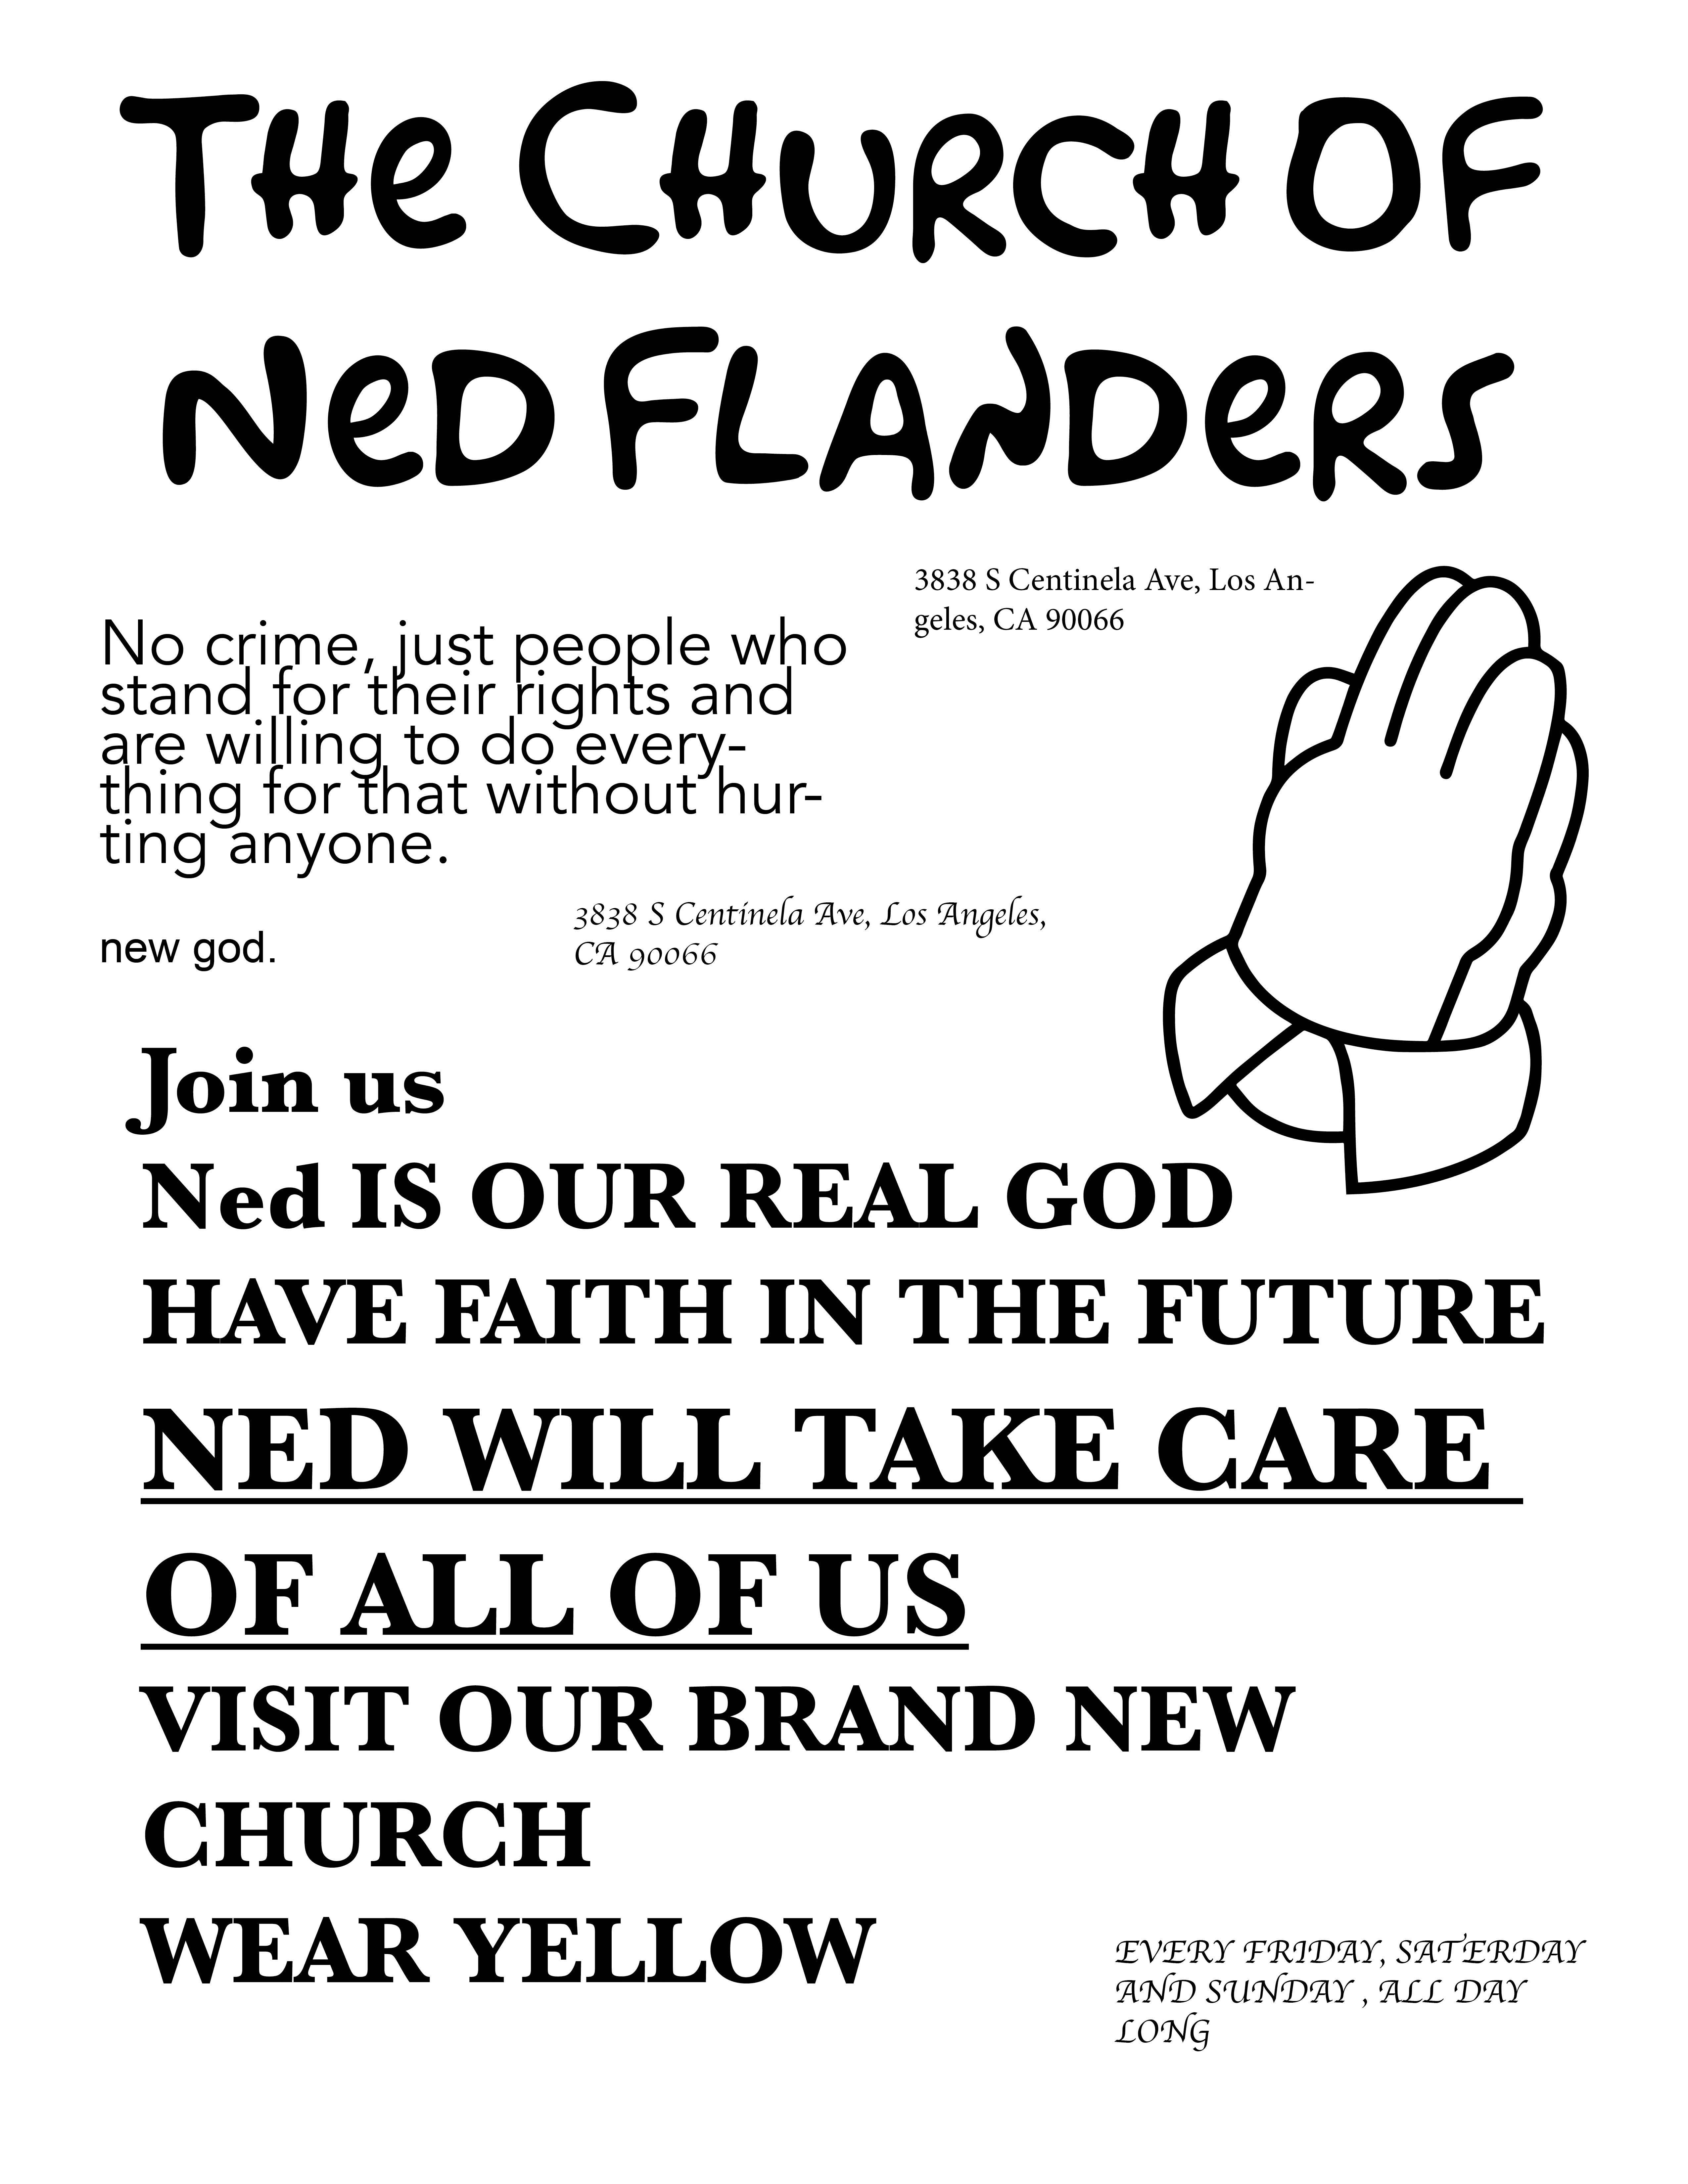 THe CHURCH OF
NeD FLANDeRS
3838 S Centinela Ave, Los An-
geles, CA 90066
No crime, just people who
stand for their rights and
are willing to do every-
thing for that without hur-
ting anyone.
3838 S Centinela Ave, Los Angeles,
CA 90066
new god.
Join us
Ned IS OUR REAL GOD
HAVE FAITH IN THE FUTURE
NED WILL TAKE CARE
OF ALL OF US
VISIT OUR BRAND NEW
CHURCH
WEAR YELLOW
EVERY FRIDAY, SATERDAY
AND SUNDAY , ALL DAY
LONG